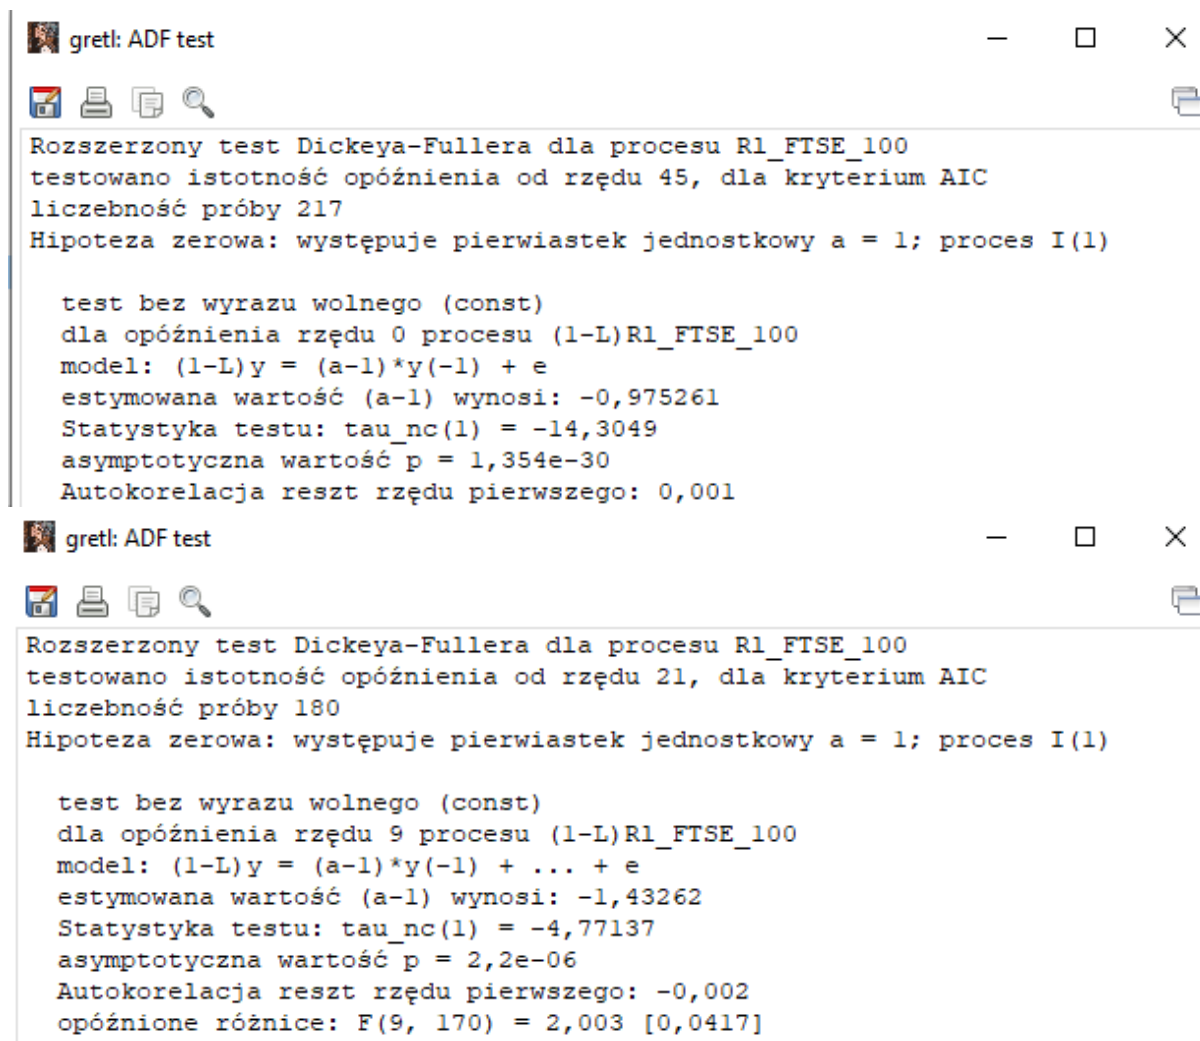 gretl: ADF test
Rozszerzony test Dickeya-Fullera dla procesu Rl_FTSE_100
testowano istotność opóźnienia od rzędu 45, dla kryterium AIC
liczebność próby 217
Hipoteza zerowa: występuje pierwiastek jednostkowy a = 1; proces I(1)
test bez wyrazu wolnego (const)
dla opóźnienia rzędu 0 procesu (1-L)Rl_FTSE_100
model: (1-L)y = (a-1)*y(-1) + e
estymowana wartość (a-1) wynosi: -0,975261
Statystyka testu: tau_nc(1) = -14,3049
asymptotyczna wartość p = 1,354e-30
Autokorelacja reszt rzędu pierwszego: 0,001
gretl: ADF test
Rozszerzony test Dickeya-Fullera dla procesu Rl_FTSE_100
testowano istotność opóźnienia od rzędu 21, dla kryterium AIC
liczebność próby 180
Hipoteza zerowa: występuje pierwiastek jednostkowy a = 1; proces I(1)
test bez wyrazu wolnego (const)
dla opóźnienia rzędu 9 procesu (1-L)Rl_FTSE_100
model: (1-L)y = (a-1)*y(-1) + ... + e
estymowana wartość (a-1) wynosi: -1,43262
Statystyka testu: tau_nc(1) = -4,77137
asymptotyczna wartość p = 2,2e-06
Autokorelacja reszt rzędu pierwszego: -0,002
opóźnione różnice: F(9, 170) = 2,003 [0,0417]